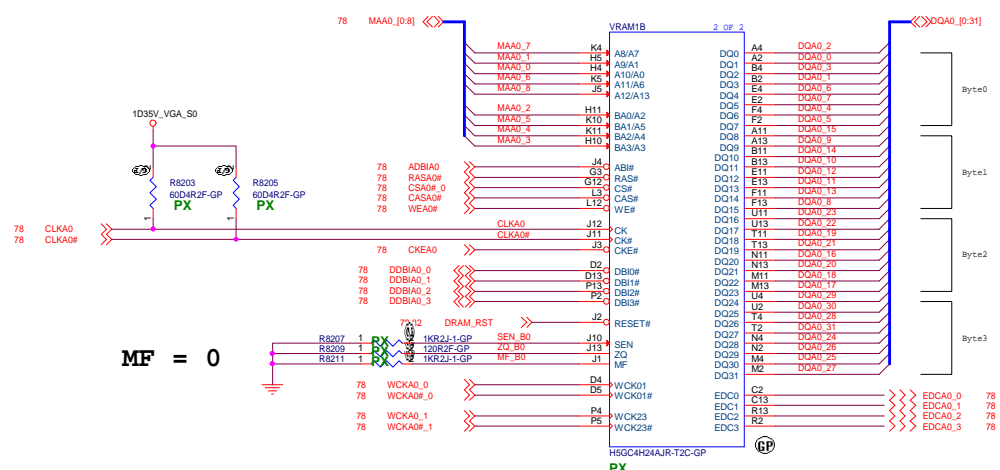 78 MAA0_[0:8]
VRAM1B 2 OF 2
DQA0_[0:31]
MAA0_7 K4 A8/A7 DQ0 A4 DQA0_2
MAA0_1 H5 A9/A1 DQ1 A2 DQA0_0
MAA0_0 H4 A10/A0 DQ2 B4 DQA0_3
MAA0_6 K5 A11/A6 DQ3 B2 DQA0_1
MAA0_8 J5 A12/A13 DQ4 E4 DQA0_6
DQ5 E2 DQA0_7
MAA0_2 H11 BA0/A2 DQ6 F4 DQA0_4
MAA0_5 K10 BA1/A5 DQ7 F2 DQA0_5
MAA0_4 K11 BA2/A4 DQ8 A11 DQA0_15
MAA0_3 H10 BA3/A3 DQ9 A13 DQA0_9
DQ10 B11 DQA0_14
78 ADBIA0 J4 ABI# DQ11 B13 DQA0_10
78 RASA0# G3 RAS# DQ12 E11 DQA0_12
78 CSA0#_0 G12 CS# DQ13 E13 DQA0_11
78 CASA0# L3 CAS# DQ14 F11 DQA0_13
78 WEA0# L12 WE# DQ15 F13 DQA0_8
DQ16 U11 DQA0_23
78 CLKA0 CLKA0 J12 CK DQ17 U13 DQA0_22
78 CLKA0# CLKA0# J11 CK# DQ18 T11 DQA0_19
78 CKEA0 J3 CKE# DQ19 T13 DQA0_21
DQ20 N11 DQA0_16
78 DDBIA0_0 D2 DBI0# DQ21 N13 DQA0_20
78 DDBIA0_1 D13 DBI1# DQ22 M11 DQA0_18
78 DDBIA0_2 P13 DBI2# DQ23 M13 DQA0_17
78 DDBIA0_3 P2 DBI3# DQ24 U4 DQA0_29
DQ25 U2 DQA0_30
DRAM_RST J2 RESET# DQ26 T4 DQA0_28
DQ27 T2 DQA0_31
R8207 1 PX 1KR2J-1-GP SEN_B0 J10 SEN DQ28 N4 DQA0_24
R8209 1 120R2F-GP ZQ_B0 J13 ZQ DQ29 N2 DQA0_26
R8211 1 PX 1KR2J-1-GP MF_B0 J1 MF DQ30 M4 DQA0_25
DQ31 M2 DQA0_27
78 WCKA0_0 D4 WCK01 EDC0 C2 EDCA0_0 78
78 WCKA0#_0 D5 WCK01# EDC1 C13 EDCA0_1 78
78 WCKA0_1 P4 WCK23 EDC2 R13 EDCA0_2 78
78 WCKA0#_1 P5 WCK23# EDC3 R2 EDCA0_3 78
H5GC4H24AJR-T2C-GP
PX
GP
1D35V_VGA_S0
R8203 R8205
60D4R2F-GP 60D4R2F-GP
PX PX
1 1
MF = 0
Byte0
Byte1
Byte2
Byte3